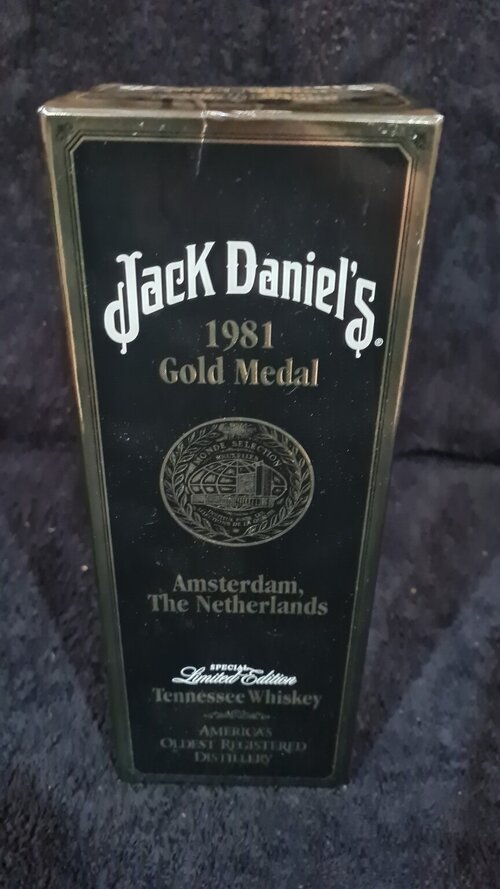 Jack Daniel's®
1981
Gold Medal
MONDE SELECTION
BRUXELLES
Amsterdam,
The Netherlands
SPECIAL
Limited Edition
Tennessee Whiskey
AMERICA'S
OLDEST REGISTERED
DISTILLERY